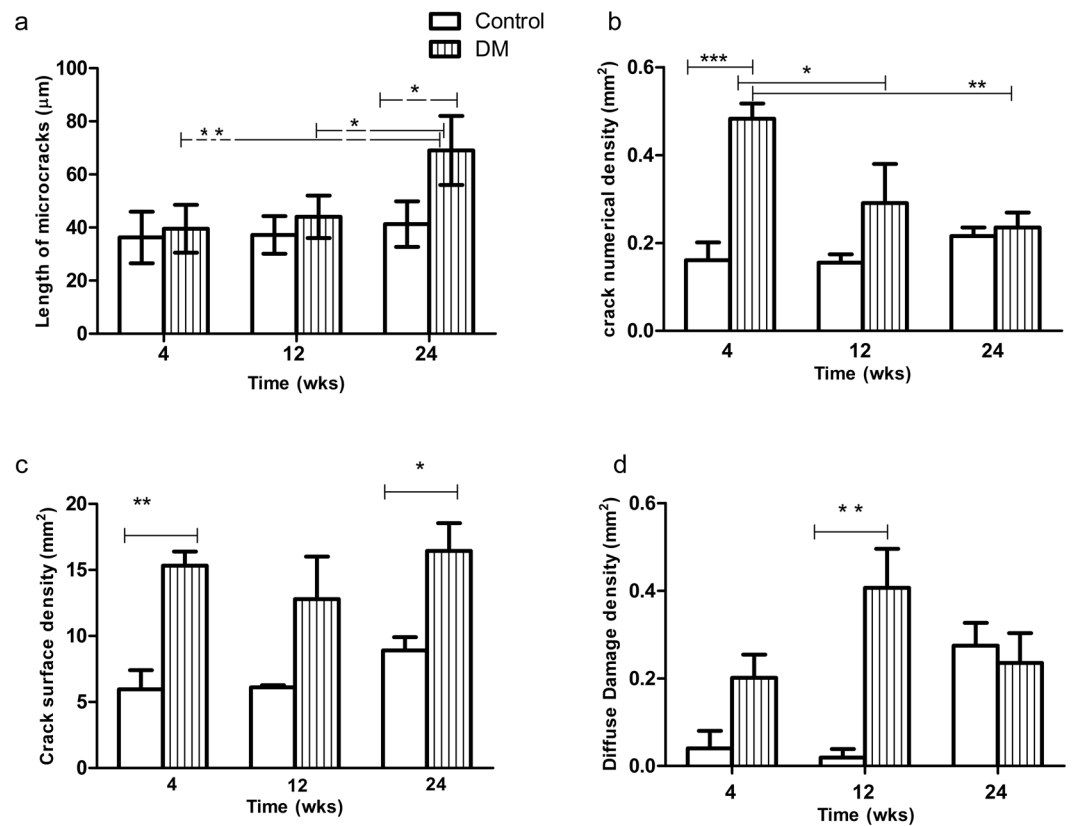 a
Control
DM
Length of microcracks (μm)
100
80
60
40
20
0
* *
*
*
4 12 24
Time (wks)
b
crack numerical density (mm²)
0.6
0.4
0.2
0.0
***
*
**
4 12 24
Time (wks)
c
Crack surface density (mm²)
20
15
10
5
0
**
*
4 12 24
Time (wks)
d
Diffuse Damage density (mm²)
0.6
0.4
0.2
0.0
* *
4 12 24
Time (wks)